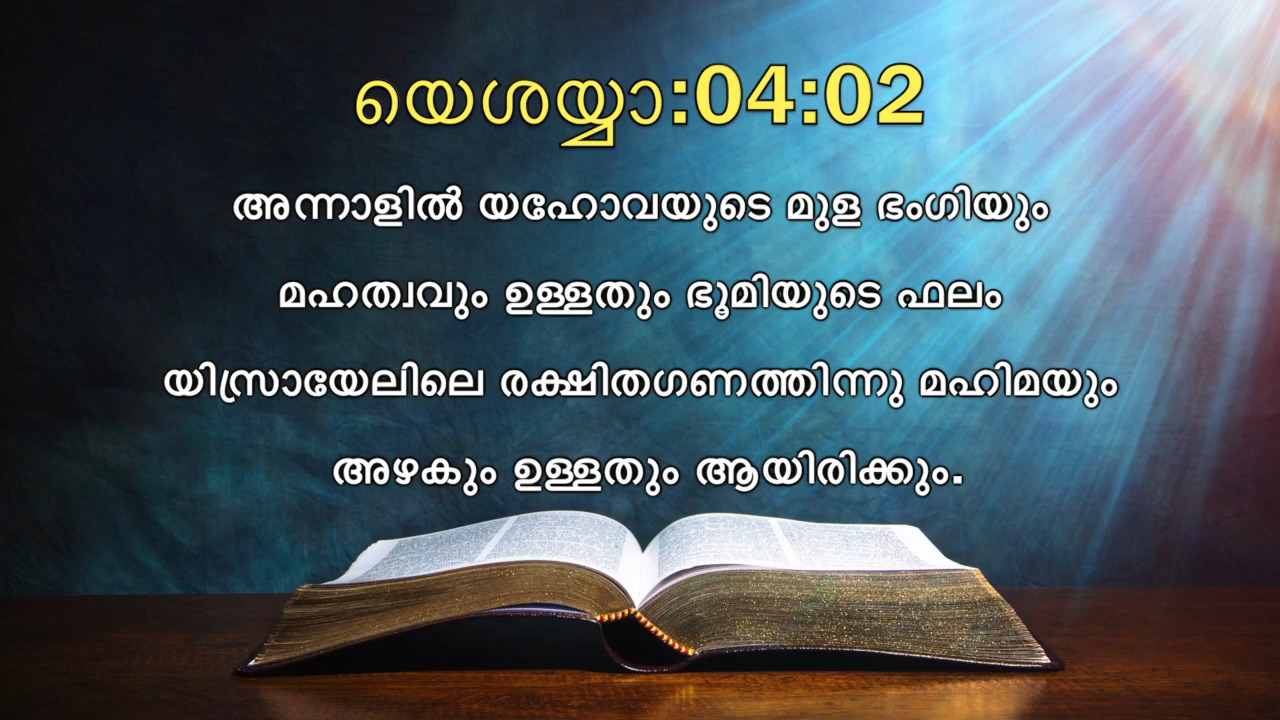 യെശയ്യാ:04:02
അന്നാളിൽ യഹോവയുടെ മുള ഭംഗിയും
മഹത്വവും ഉള്ളതും ഭൂമിയുടെ ഫലം
യിസ്രായേലിലെ രക്ഷിതഗണത്തിന്നു മഹിമയും
അഴകും ഉള്ളതും ആയിരിക്കും.